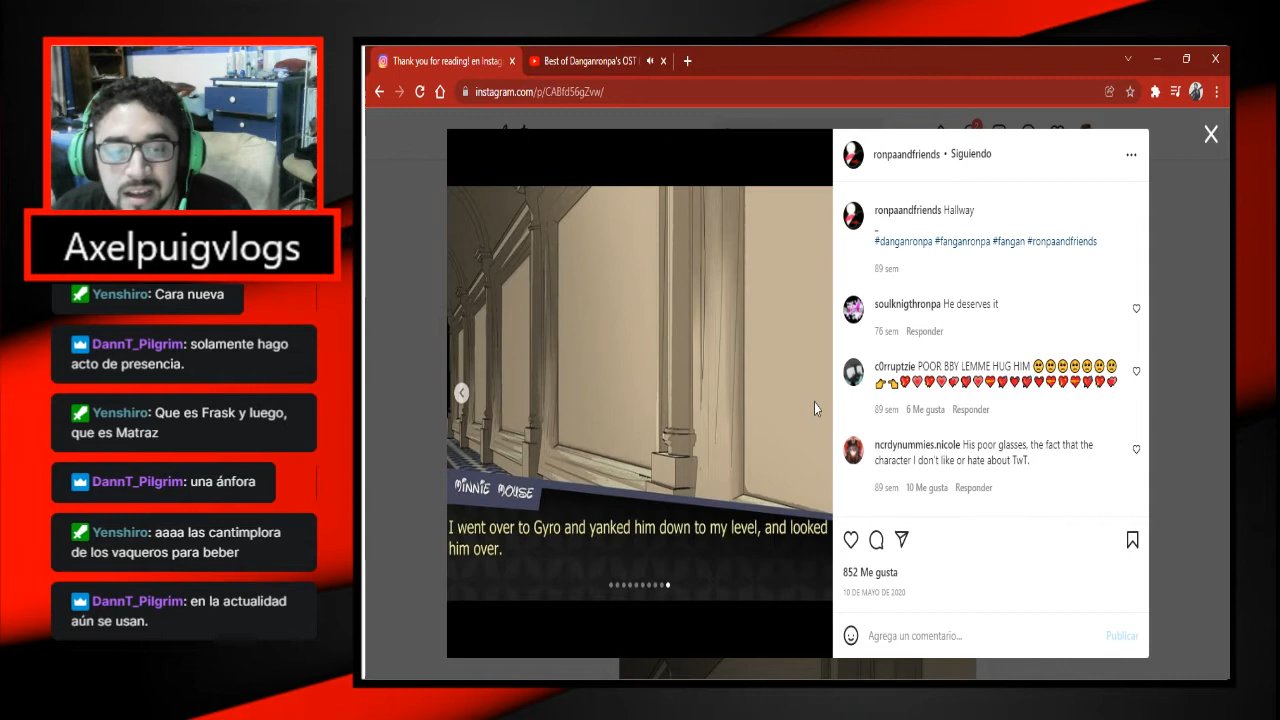 Axelpuigvlogs
Yenshiro: Cara nueva
DannT_Pilgrim: solamente hago
acto de presencia.
Yenshiro: Que es Frask y luego,
que es Matraz
DannT_Pilgrim: una ánfora
Yenshiro: aaaa las cantimplora
de los vaqueros para beber
DannT_Pilgrim: en la actualidad
aún se usan.
Thank you for reading! en Instag
Best of Danganronpa's OST
instagram.com/p/CABfd56gZvw/
MINNIE MOUSE
I went over to Gyro and yanked him down to my level, and looked
him over.
ronpaandfriends • Siguiendo
ronpaandfriends Hallway
_
#danganronpa #fanganronpa #fangan #ronpaandfriends
89 sem
soulknigthronpa He deserves it
76 sem Responder
c0rruptzie POOR BBY LEMME HUG HIM 🥺🥺🥺🥺🥺🥺🥺
89 sem 6 Me gusta Responder
ncrdynummies.nicole His poor glasses, the fact that the
character I don't like or hate about TwT.
89 sem 10 Me gusta Responder
852 Me gusta
10 DE MAYO DE 2020
Agrega un comentario...
Publicar